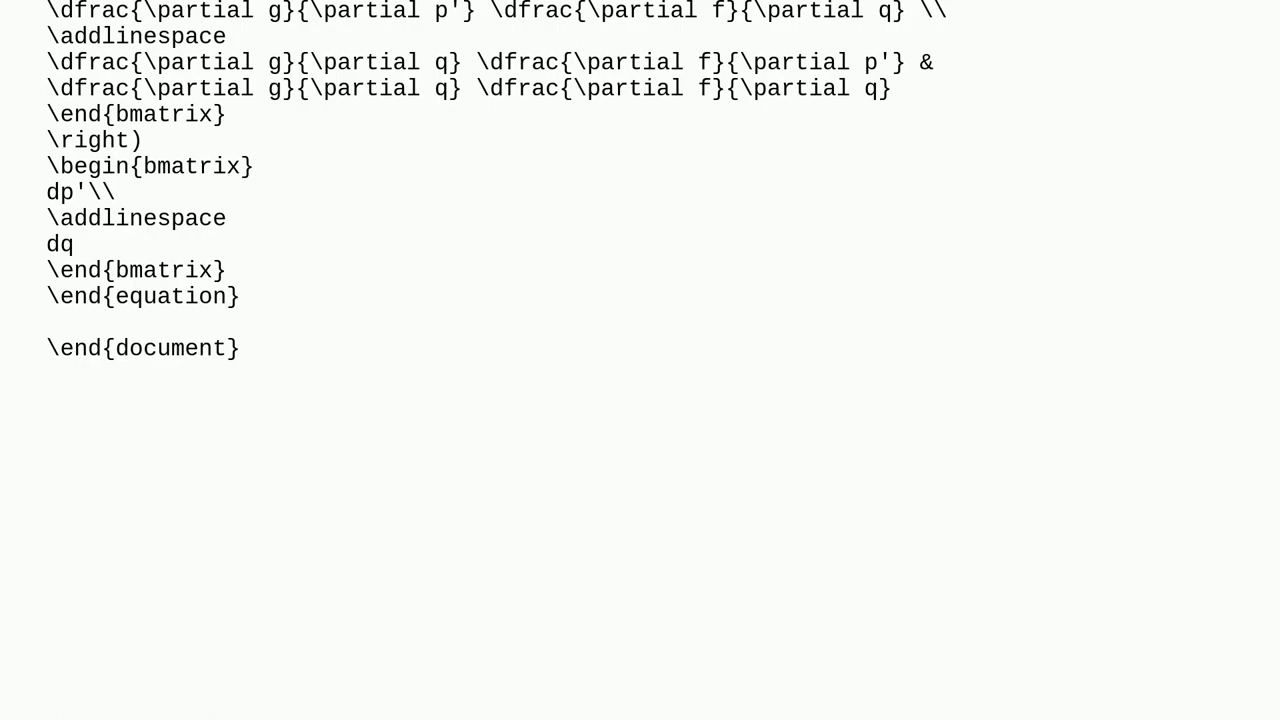 \dfrac{\partial g}{\partial p'} \dfrac{\partial f}{\partial q} \\
\addlinespace
\dfrac{\partial g}{\partial q} \dfrac{\partial f}{\partial p'} &
\dfrac{\partial g}{\partial q} \dfrac{\partial f}{\partial q}
\end{bmatrix}
\right)
\begin{bmatrix}
dp'\\
\addlinespace
dq
\end{bmatrix}
\end{equation}
\end{document}